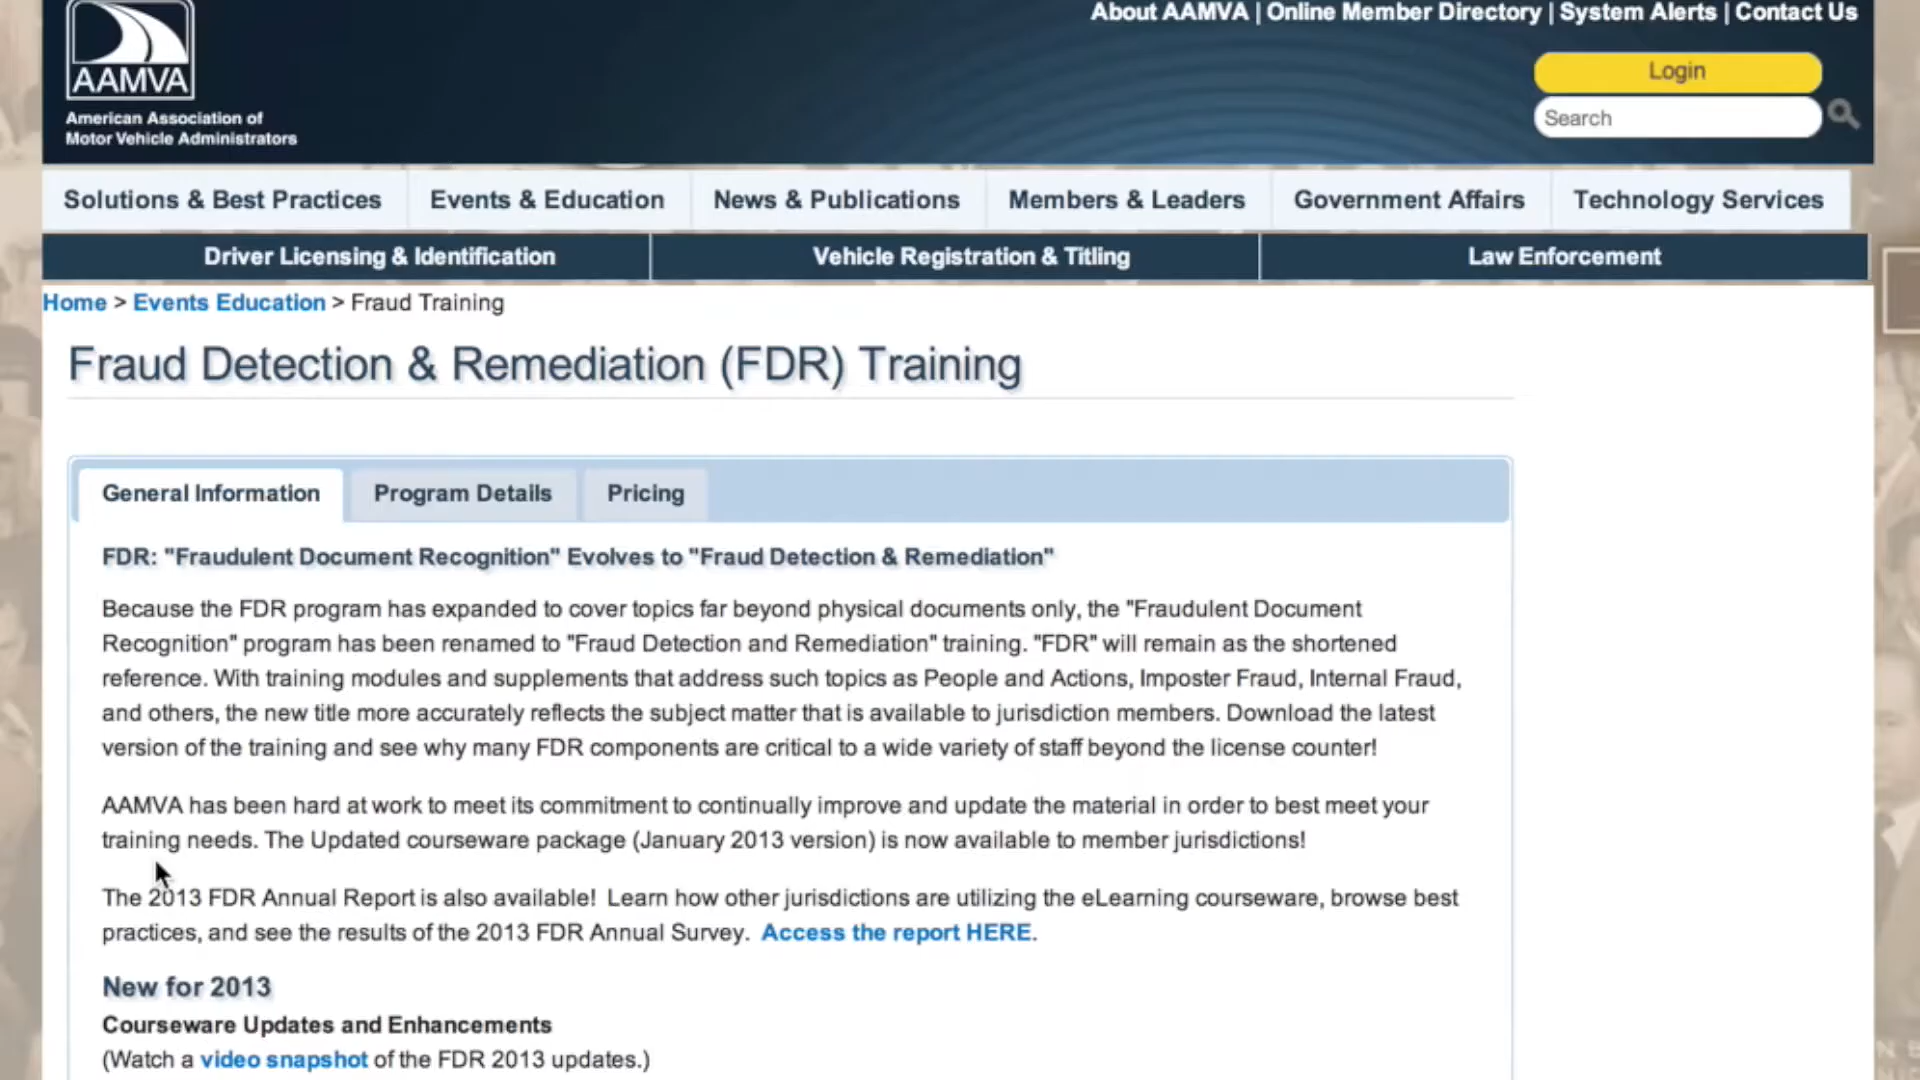 About AAMVA | Online Member Directory | System Alerts | Contact Us
AAMVA
American Association of
Motor Vehicle Administrators
Login
Search
Solutions & Best Practices
Events & Education
News & Publications
Members & Leaders
Government Affairs
Technology Services
Driver Licensing & Identification
Vehicle Registration & Titling
Law Enforcement
Home > Events Education > Fraud Training
Fraud Detection & Remediation (FDR) Training
General Information
Program Details
Pricing
FDR: "Fraudulent Document Recognition" Evolves to "Fraud Detection & Remediation"
Because the FDR program has expanded to cover topics far beyond physical documents only, the "Fraudulent Document
Recognition" program has been renamed to "Fraud Detection and Remediation" training. "FDR" will remain as the shortened
reference. With training modules and supplements that address such topics as People and Actions, Imposter Fraud, Internal Fraud,
and others, the new title more accurately reflects the subject matter that is available to jurisdiction members. Download the latest
version of the training and see why many FDR components are critical to a wide variety of staff beyond the license counter!
AAMVA has been hard at work to meet its commitment to continually improve and update the material in order to best meet your
training needs. The Updated courseware package (January 2013 version) is now available to member jurisdictions!
The 2013 FDR Annual Report is also available! Learn how other jurisdictions are utilizing the eLearning courseware, browse best
practices, and see the results of the 2013 FDR Annual Survey. Access the report HERE.
New for 2013
Courseware Updates and Enhancements
(Watch a video snapshot of the FDR 2013 updates.)